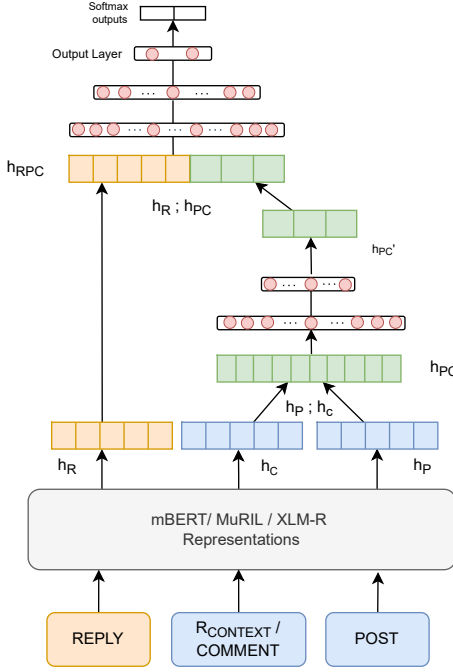 Softmax
outputs
Output Layer
h_RPC
h_R ; h_PC
h_PC'
h_PC
h_P ; h_c
h_R
h_C
h_P
mBERT/ MuRIL / XLM-R
Representations
REPLY
R_CONTEXT /
COMMENT
POST